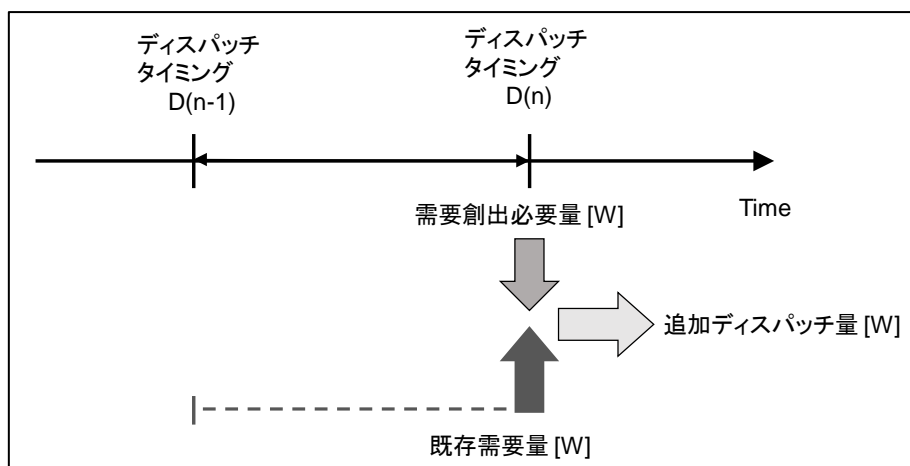 ディスパッチ
タイミング
D(n-1)
ディスパッチ
タイミング
D(n)
Time
需要創出必要量 [W]
追加ディスパッチ量 [W]
既存需要量 [W]